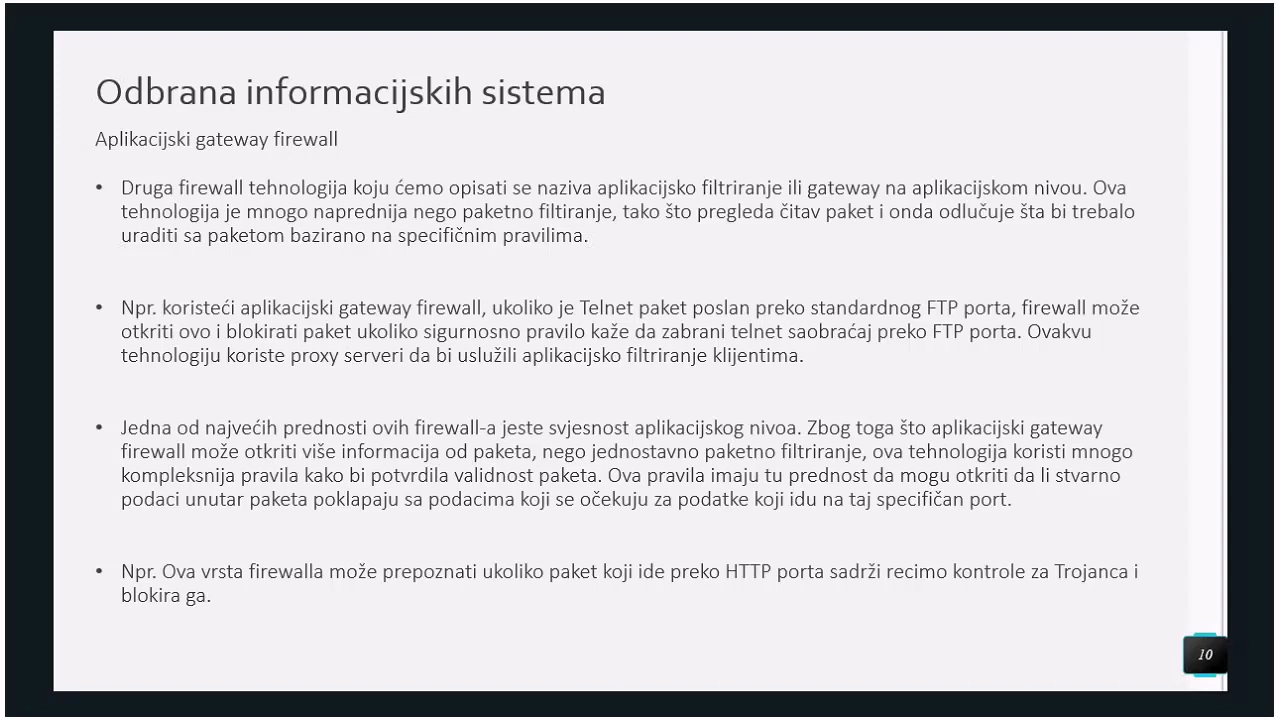 Odbrana informacijskih sistema
Aplikacijski gateway firewall
• Druga firewall tehnologija koju ćemo opisati se naziva aplikacijsko filtriranje ili gateway na aplikacijskom nivou. Ova
tehnologija je mnogo naprednija nego paketno filtiranje, tako što pregleda čitav paket i onda odlučuje šta bi trebalo
uraditi sa paketom bazirano na specifičnim pravilima.
• Npr. koristeći aplikacijski gateway firewall, ukoliko je Telnet paket poslan preko standardnog FTP porta, firewall može
otkriti ovo i blokirati paket ukoliko sigurnosno pravilo kaže da zabrani telnet saobraćaj preko FTP porta. Ovakvu
tehnologiju koriste proxy serveri da bi uslužili aplikacijsko filtriranje klijentima.
• Jedna od najvećih prednosti ovih firewall-a jeste svjesnost aplikacijskog nivoa. Zbog toga što aplikacijski gateway
firewall može otkriti više informacija od paketa, nego jednostavno paketno filtriranje, ova tehnologija koristi mnogo
kompleksnija pravila kako bi potvrdila validnost paketa. Ova pravila imaju tu prednost da mogu otkriti da li stvarno
podaci unutar paketa poklapaju sa podacima koji se očekuju za podatke koji idu na taj specifičan port.
• Npr. Ova vrsta firewalla može prepoznati ukoliko paket koji ide preko HTTP porta sadrži recimo kontrole za Trojanca i
blokira ga.
10